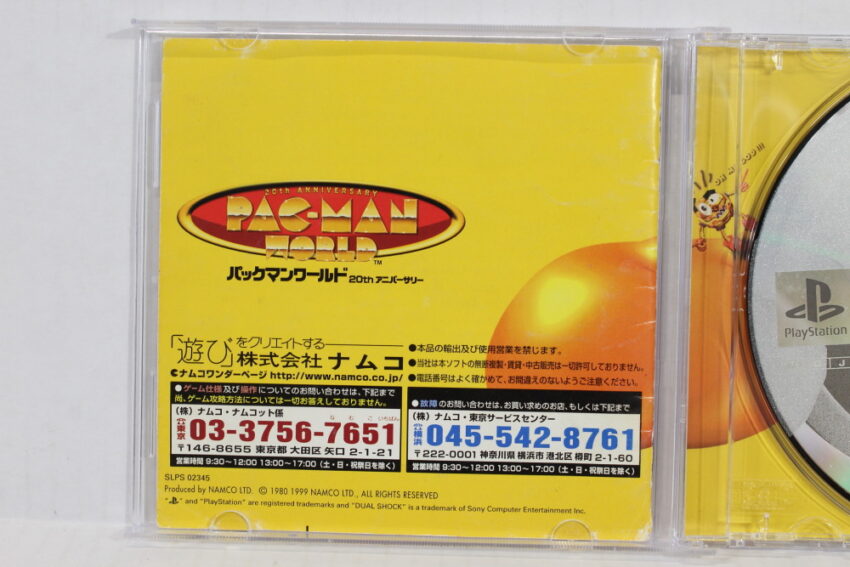 20th ANNIVERSARY
PAC-MAN
WORLD™
パックマンワールド 20th アニバーサリー
「遊び」をクリエイトする
株式会社 ナムコ
ナムコワンダーページ http://www.namco.co.jp/
●本品の輸出及び使用営業を禁じます。
●当社は本ソフトの無断複製・賃貸・中古販売は一切許可しておりません。
●電話番号はよく確かめて、お間違えのないようご注意ください。
●ゲーム仕様及び操作についてのお問い合わせは、下記まで
尚、ゲーム攻略方法については一切お答えしておりません。
(株) ナムコ・ナムコット係
なむこ いちばん
☎東京 03-3756-7651
〒146-8655 東京都 大田区 矢口 2-1-21
営業時間 9:30〜12:00 13:00〜17:00 (土・日・祝祭日を除く)
●故障のお問い合わせは、お買い求めのお店、もしくは下記まで
(株) ナムコ・東京サービスセンター
☎横浜 045-542-8761
〒222-0001 神奈川県 横浜市 港北区 樽町 2-1-60
営業時間 9:30〜12:00 13:00〜17:00 (土・日・祝祭日を除く)
SLPS 02345
Produced by NAMCO LTD., © 1980 1999 NAMCO LTD., ALL RIGHTS RESERVED
" " and "PlayStation" are registered trademarks and "DUAL SHOCK" is a trademark of Sony Computer Entertainment Inc.
PlayStation